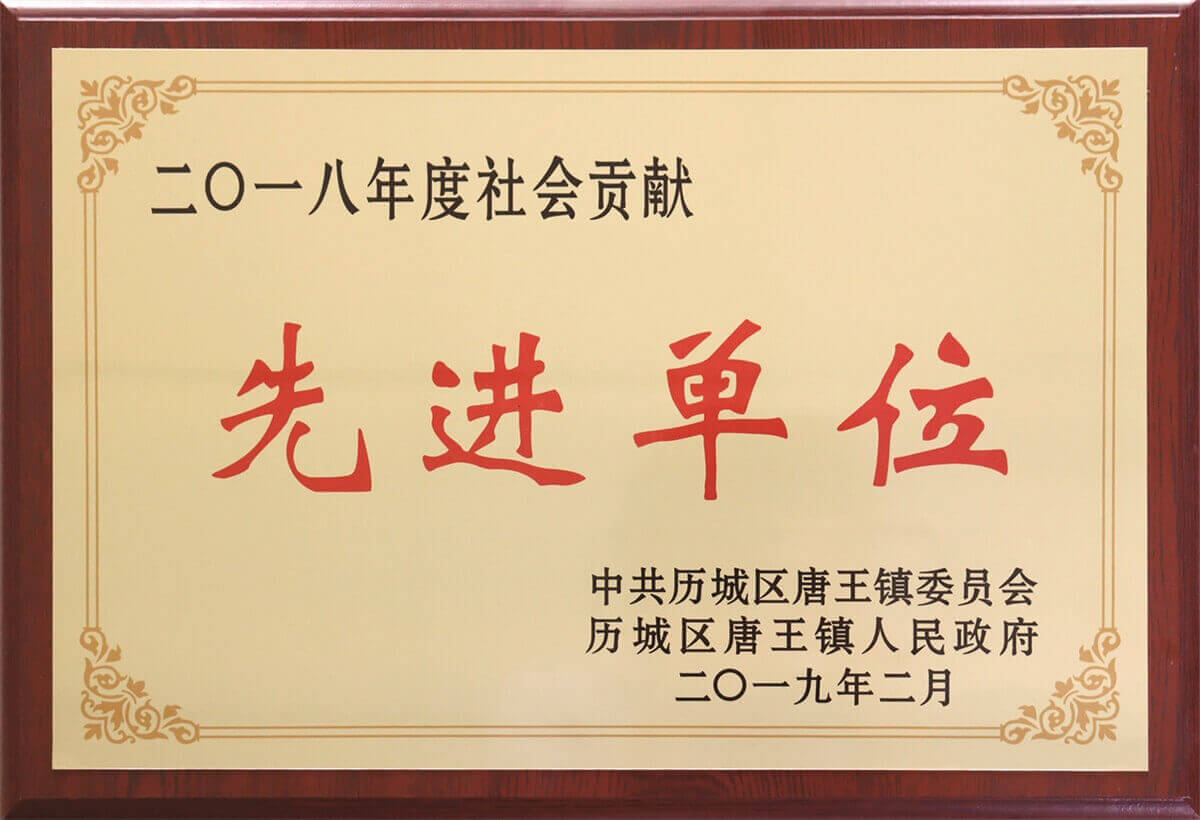 二〇一八年度社会贡献
先进单位
中共历城区唐王镇委员会
历城区唐王镇人民政府
二〇一九年二月